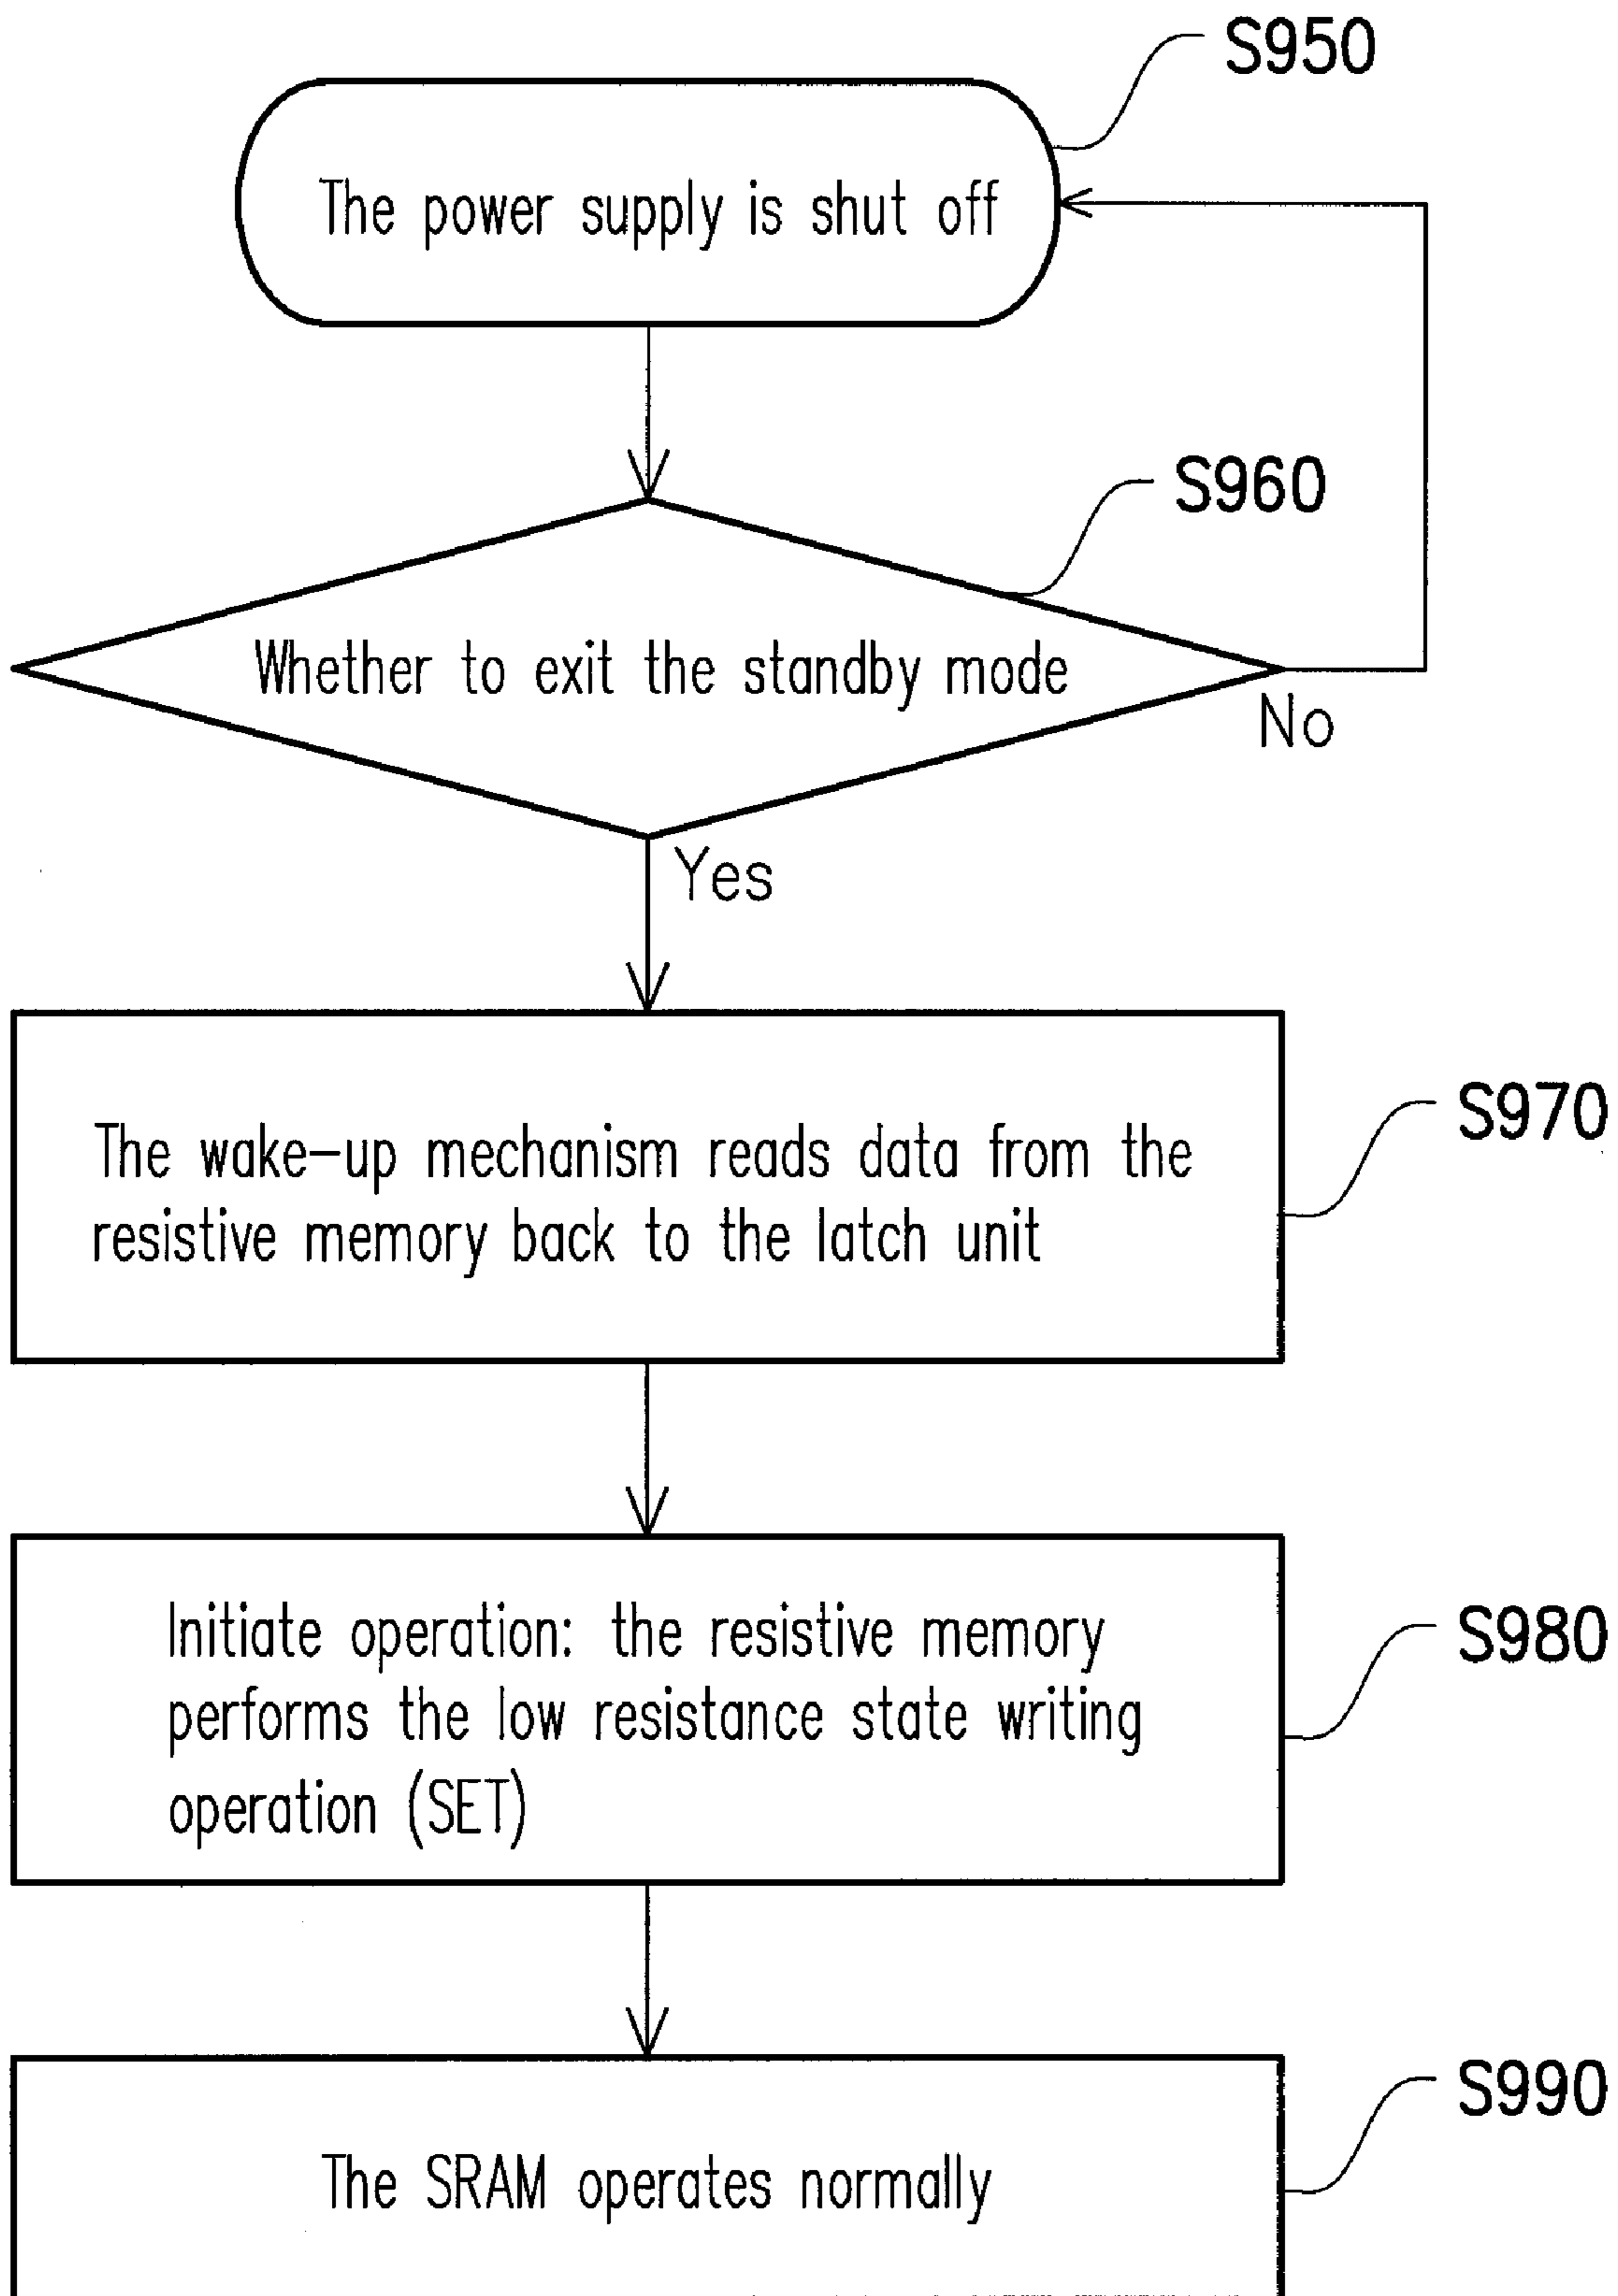 S950
The power supply is shut off
S960
Whether to exit the standby mode
No
Yes
S970
The wake-up mechanism reads data from the
resistive memory back to the latch unit
S980
Initiate operation: the resistive memory
performs the low resistance state writing
operation (SET)
S990
The SRAM operates normally